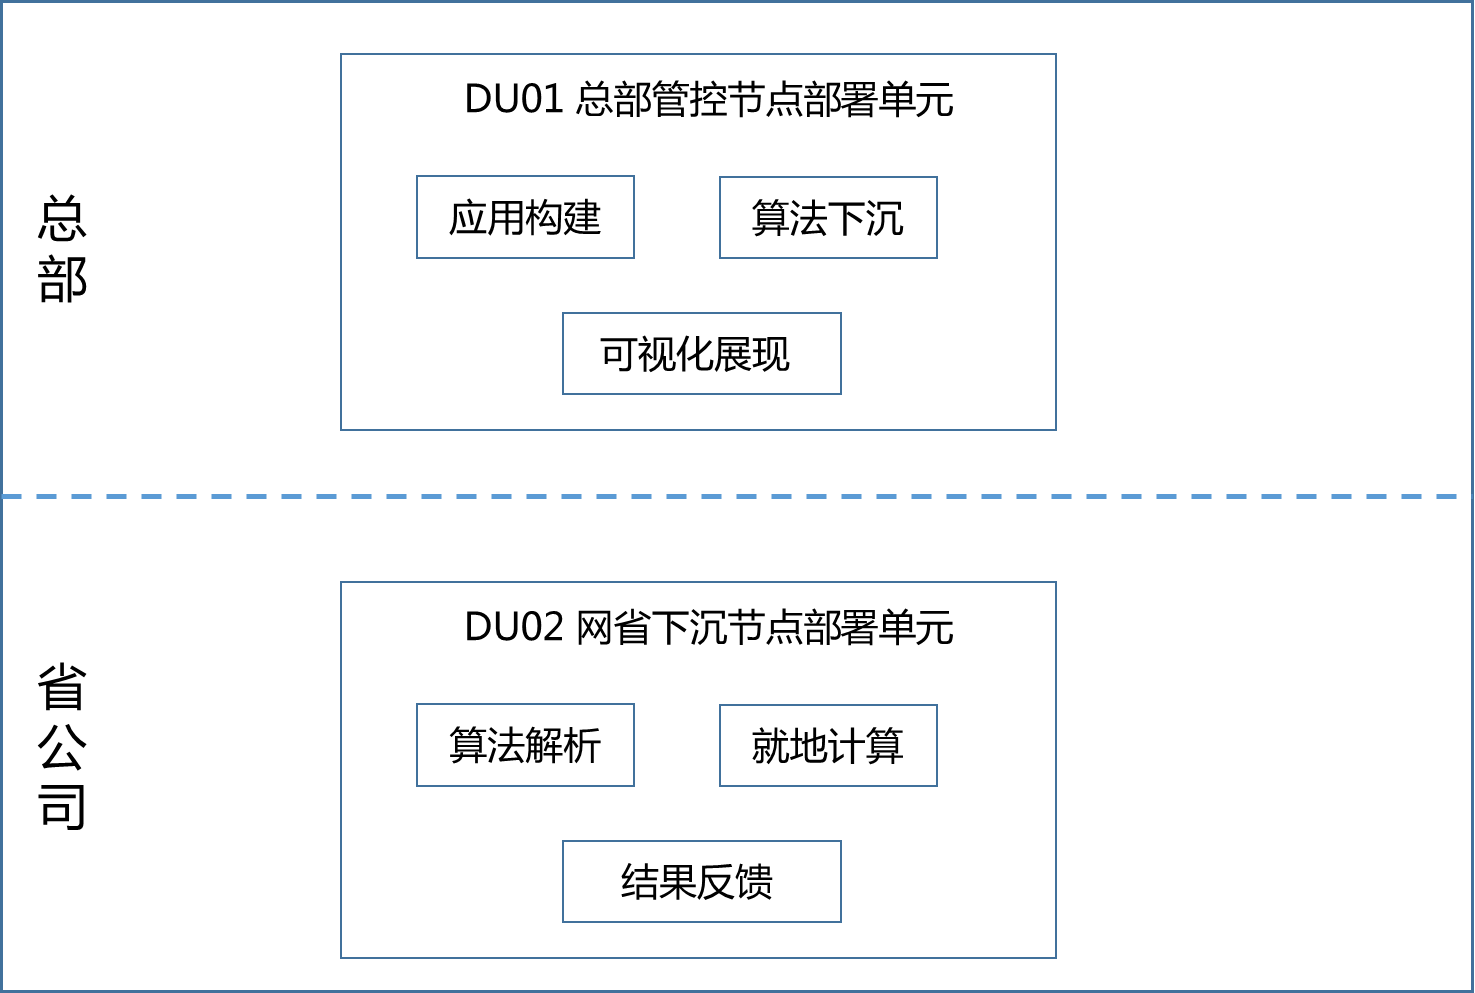 总部
DU01 总部管控节点部署单元
应用构建
算法下沉
可视化展现
省公司
DU02 网省下沉节点部署单元
算法解析
就地计算
结果反馈